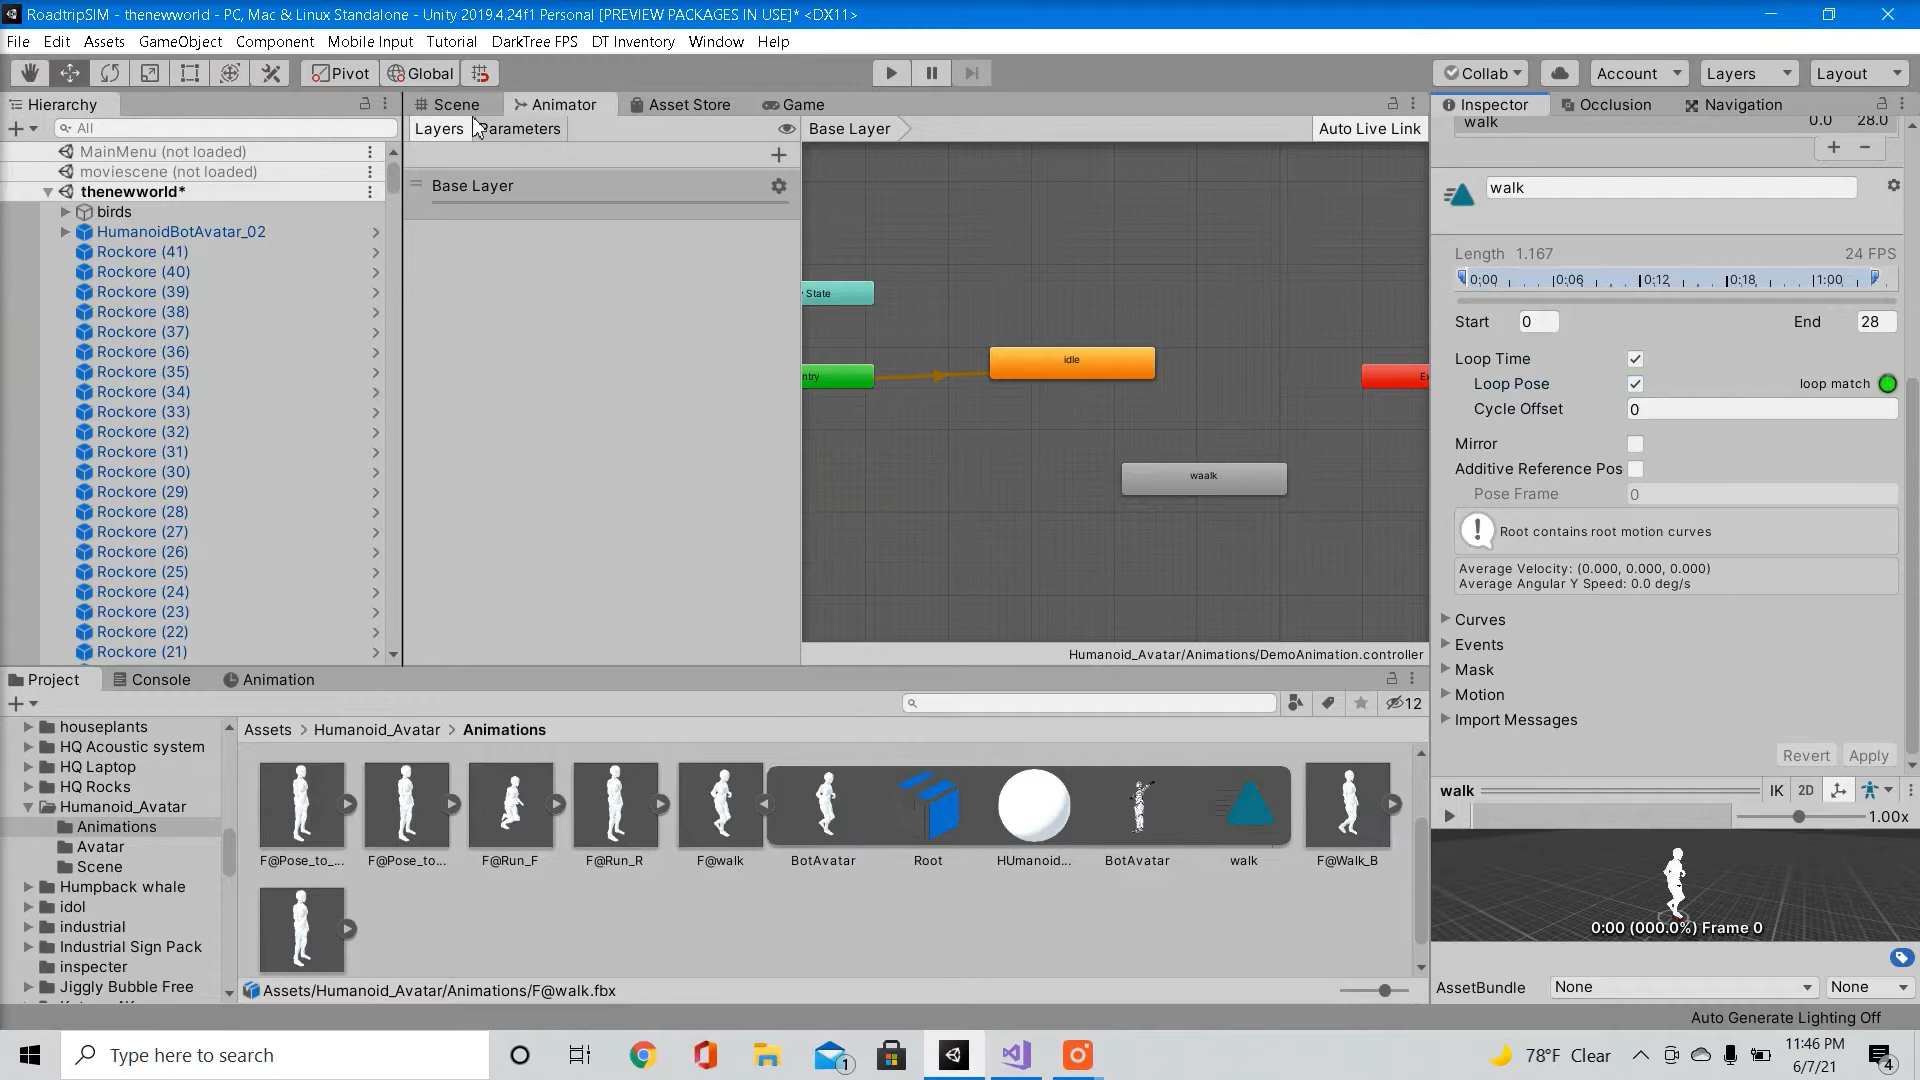 RoadtripSIM - thenewworld - PC, Mac & Linux Standalone - Unity 2019.4.24f1 Personal [PREVIEW PACKAGES IN USE]* <DX11>
File Edit Assets GameObject Component Mobile Input Tutorial DarkTree FPS DT Inventory Window Help
Pivot Global Collab Account Layers Layout
Hierarchy
All
MainMenu (not loaded)
moviescene (not loaded)
thenewworld*
birds
HumanoidBotAvatar_02
Rockore (41)
Rockore (40)
Rockore (39)
Rockore (38)
Rockore (37)
Rockore (36)
Rockore (35)
Rockore (34)
Rockore (33)
Rockore (32)
Rockore (31)
Rockore (30)
Rockore (29)
Rockore (28)
Rockore (27)
Rockore (26)
Rockore (25)
Rockore (24)
Rockore (23)
Rockore (22)
Rockore (21)
Scene Animator Asset Store Game
Layers Parameters Base Layer Auto Live Link
Base Layer
State
ntry
idle
waalk
Humanoid_Avatar/Animations/DemoAnimation.controller
Inspector Occlusion Navigation
walk 0.0 28.0
walk
Length 1.167 24 FPS
0:00 0:06 0:12 0:18 1:00
Start 0 End 28
Loop Time
Loop Pose loop match
Cycle Offset 0
Mirror
Additive Reference Pos
Pose Frame 0
Root contains root motion curves
Average Velocity: (0.000, 0.000, 0.000)
Average Angular Y Speed: 0.0 deg/s
Curves
Events
Mask
Motion
Import Messages
Revert Apply
walk IK 2D
1.00x
0:00 (000.0%) Frame 0
AssetBundle None None
Project Console Animation
12
houseplants
HQ Acoustic system
HQ Laptop
HQ Rocks
Humanoid_Avatar
Animations
Avatar
Scene
Humpback whale
idol
industrial
Industrial Sign Pack
inspecter
Jiggly Bubble Free
Assets Humanoid_Avatar Animations
F@Pose_to_... F@Pose_to... F@Run_F F@Run_R F@walk BotAvatar Root HUmanoid... BotAvatar walk F@Walk_B
Assets/Humanoid_Avatar/Animations/F@walk.fbx
Auto Generate Lighting Off
Type here to search
1
78°F Clear
11:46 PM
6/7/21
4